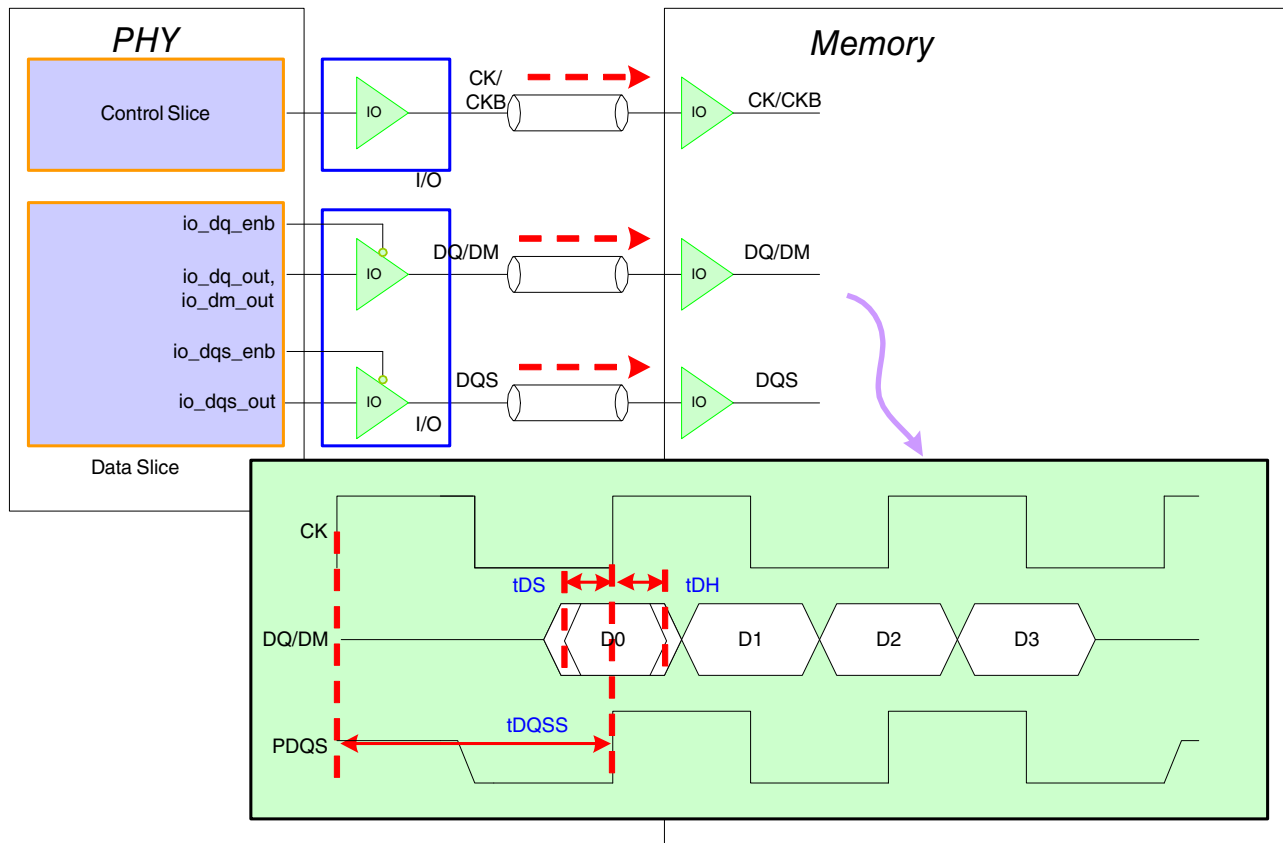 PHY
Memory
Control Slice
IO
CK/
CKB
IO
CK/CKB
I/O
io_dq_enb
io_dq_out,
io_dm_out
IO
DQ/DM
IO
DQ/DM
io_dqs_enb
io_dqs_out
IO
I/O
DQS
IO
DQS
Data Slice
CK
tDS
tDH
DQ/DM
D0
D1
D2
D3
tDQSS
PDQS